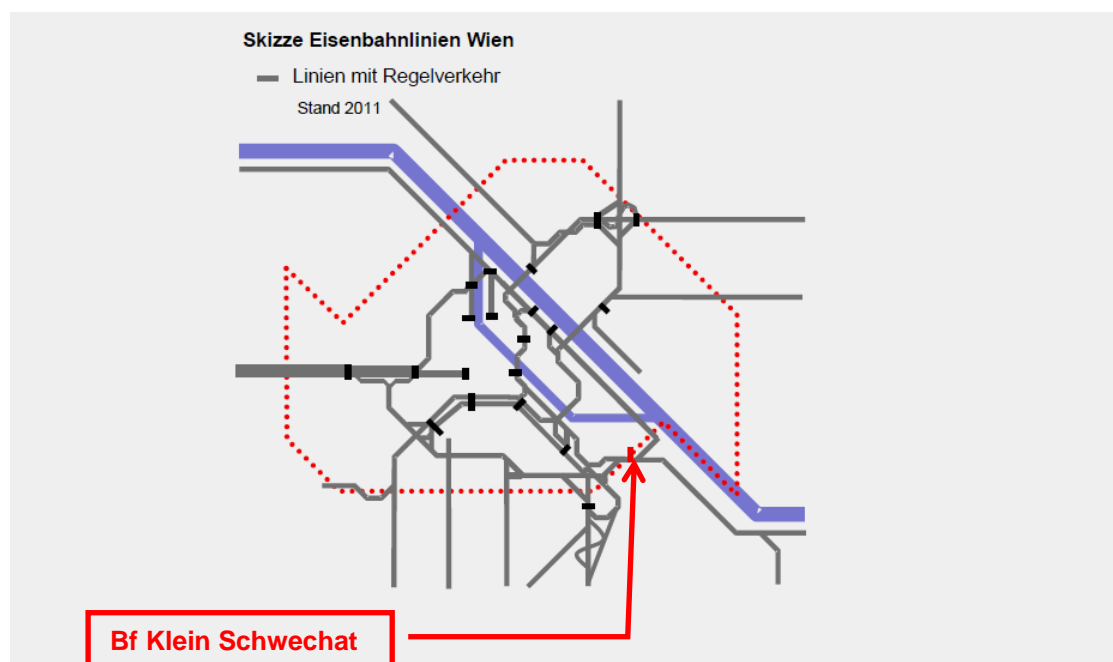 Skizze Eisenbahnlinien Wien
Linien mit Regelverkehr
Stand 2011
Bf Klein Schwechat